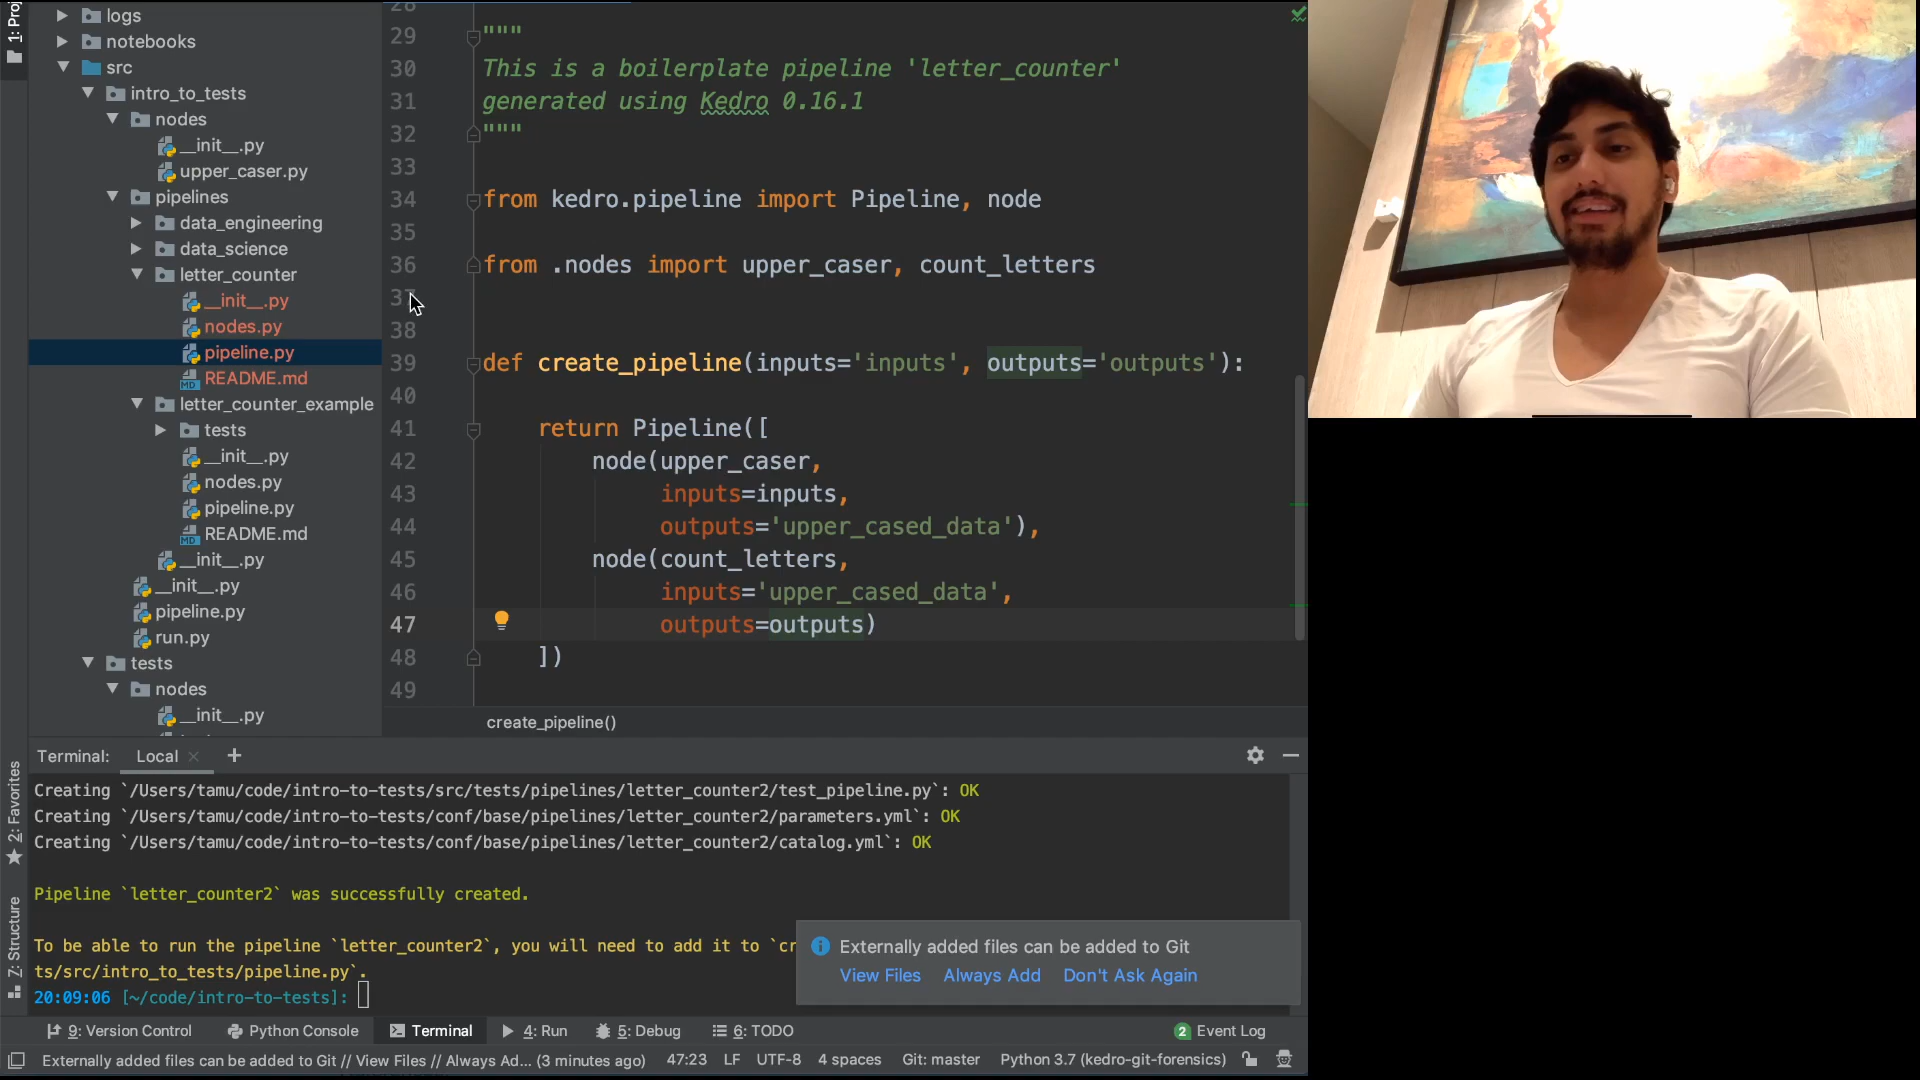 1: Proj
logs
notebooks
src
intro_to_tests
nodes
__init__.py
upper_caser.py
pipelines
data_engineering
data_science
letter_counter
__init__.py
nodes.py
pipeline.py
README.md
letter_counter_example
tests
__init__.py
nodes.py
pipeline.py
README.md
__init__.py
__init__.py
pipeline.py
run.py
tests
nodes
__init__.py
28
29 """
30 This is a boilerplate pipeline 'letter_counter'
31 generated using Kedro 0.16.1
32 """
33
34 from kedro.pipeline import Pipeline, node
35
36 from .nodes import upper_caser, count_letters
37
38
39 def create_pipeline(inputs='inputs', outputs='outputs'):
40
41 return Pipeline([
42 node(upper_caser,
43 inputs=inputs,
44 outputs='upper_cased_data'),
45 node(count_letters,
46 inputs='upper_cased_data',
47 outputs=outputs)
48 ])
49
create_pipeline()
2: Favorites
7: Structure
Terminal: Local × +
Creating `/Users/tamu/code/intro-to-tests/src/tests/pipelines/letter_counter2/test_pipeline.py`: OK
Creating `/Users/tamu/code/intro-to-tests/conf/base/pipelines/letter_counter2/parameters.yml`: OK
Creating `/Users/tamu/code/intro-to-tests/conf/base/pipelines/letter_counter2/catalog.yml`: OK
Pipeline `letter_counter2` was successfully created.
To be able to run the pipeline `letter_counter2`, you will need to add it to `cr
ts/src/intro_to_tests/pipeline.py`.
20:09:06 [~/code/intro-to-tests]:
Externally added files can be added to Git
View Files Always Add Don't Ask Again
9: Version Control Python Console Terminal 4: Run 5: Debug 6: TODO 2 Event Log
Externally added files can be added to Git // View Files // Always Ad... (3 minutes ago) 47:23 LF UTF-8 4 spaces Git: master Python 3.7 (kedro-git-forensics)